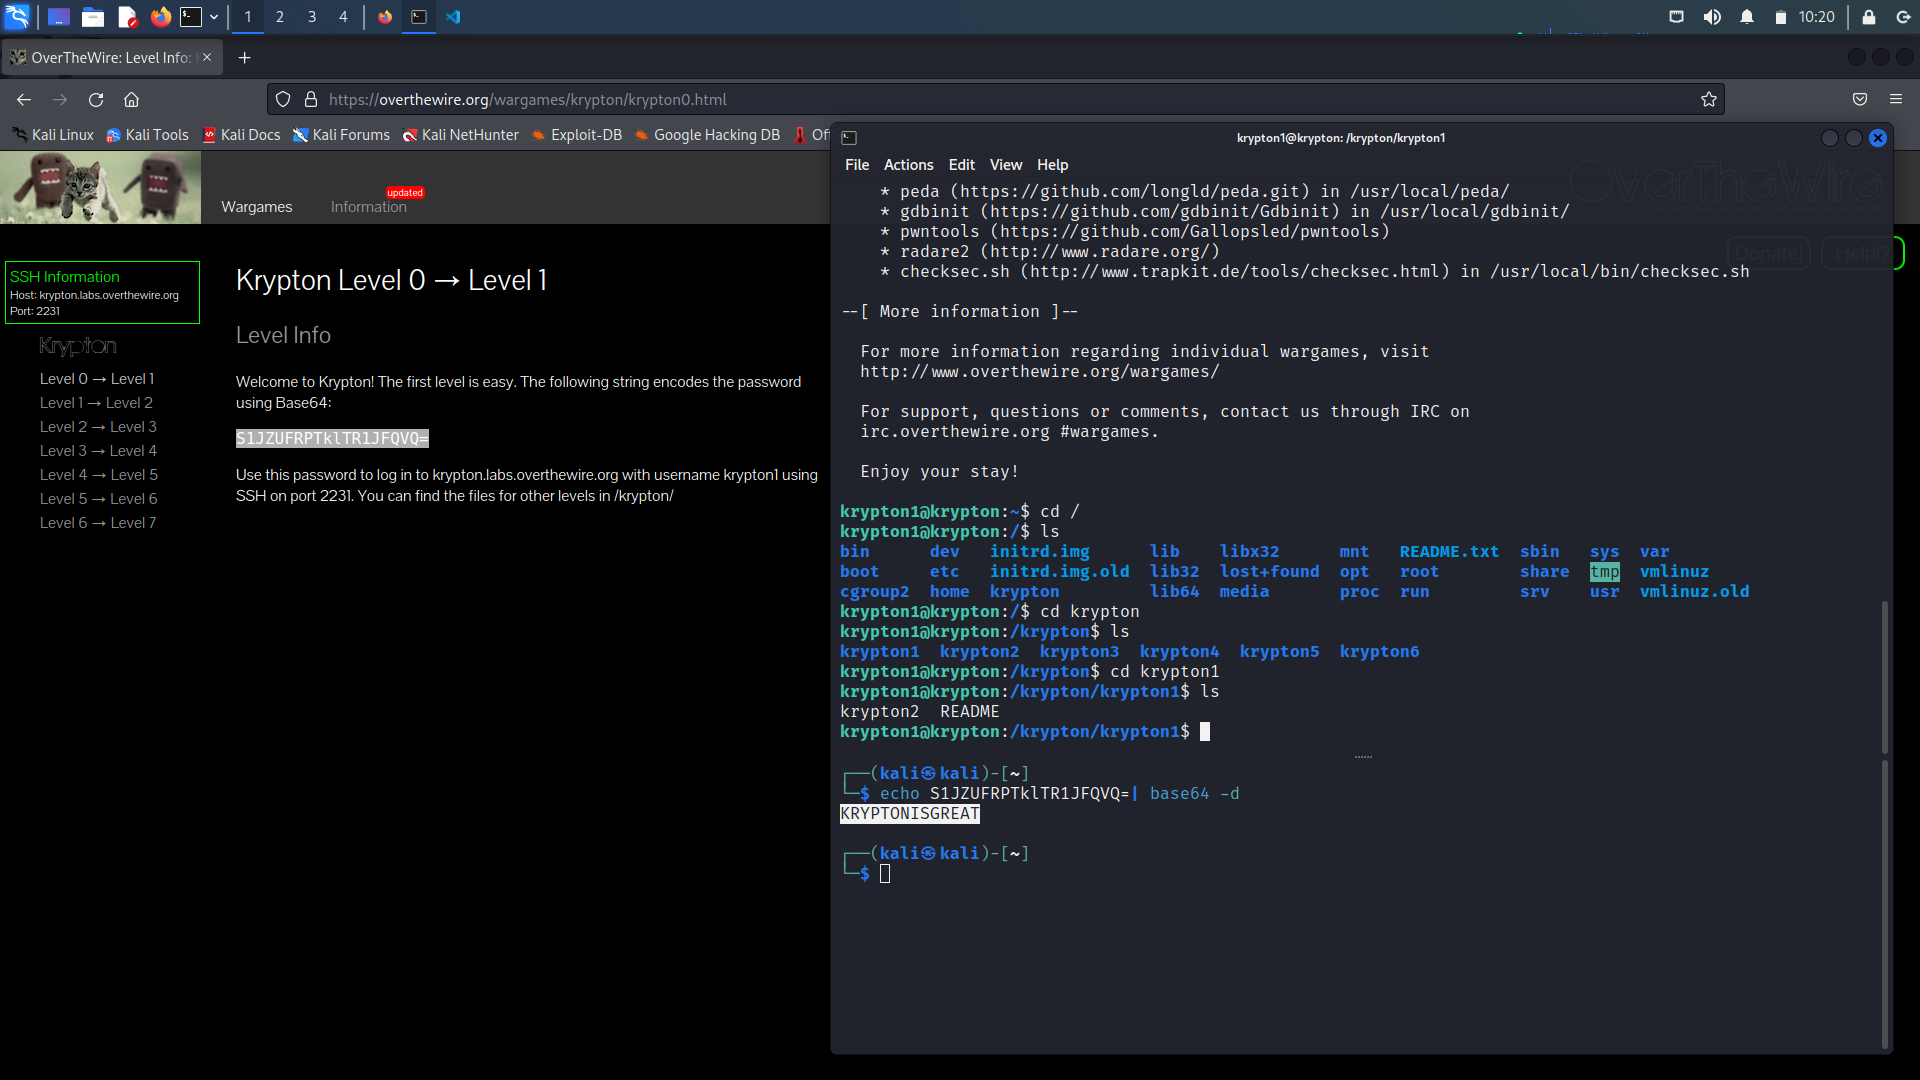 1 2 3 4
10:20
OverTheWire: Level Info:
https://overthewire.org/wargames/krypton/krypton0.html
Kali Linux Kali Tools Kali Docs Kali Forums Kali NetHunter Exploit-DB Google Hacking DB Of
Wargames
Information
updated
SSH Information
Host: krypton.labs.overthewire.org
Port: 2231
Krypton
Level 0 → Level 1
Level 1 → Level 2
Level 2 → Level 3
Level 3 → Level 4
Level 4 → Level 5
Level 5 → Level 6
Level 6 → Level 7
Krypton Level 0 → Level 1
Level Info
Welcome to Krypton! The first level is easy. The following string encodes the password
using Base64:
S1JZUFRPTklTR1JFQVQ=
Use this password to log in to krypton.labs.overthewire.org with username krypton1 using
SSH on port 2231. You can find the files for other levels in /krypton/
OverTheWire
Donate!
Help!?
krypton1@krypton: /krypton/krypton1
File Actions Edit View Help
* peda (https://github.com/longld/peda.git) in /usr/local/peda/
* gdbinit (https://github.com/gdbinit/Gdbinit) in /usr/local/gdbinit/
* pwntools (https://github.com/Gallopsled/pwntools)
* radare2 (http://www.radare.org/)
* checksec.sh (http://www.trapkit.de/tools/checksec.html) in /usr/local/bin/checksec.sh
--[ More information ]--
For more information regarding individual wargames, visit
http://www.overthewire.org/wargames/
For support, questions or comments, contact us through IRC on
irc.overthewire.org #wargames.
Enjoy your stay!
krypton1@krypton:~$ cd /
krypton1@krypton:/$ ls
bin dev initrd.img lib libx32 mnt README.txt sbin sys var
boot etc initrd.img.old lib32 lost+found opt root share tmp vmlinuz
cgroup2 home krypton lib64 media proc run srv usr vmlinuz.old
krypton1@krypton:/$ cd krypton
krypton1@krypton:/krypton$ ls
krypton1 krypton2 krypton3 krypton4 krypton5 krypton6
krypton1@krypton:/krypton$ cd krypton1
krypton1@krypton:/krypton/krypton1$ ls
krypton2 README
krypton1@krypton:/krypton/krypton1$
┌──(kali㉿kali)-[~]
└─$ echo S1JZUFRPTklTR1JFQVQ=| base64 -d
KRYPTONISGREAT
┌──(kali㉿kali)-[~]
└─$